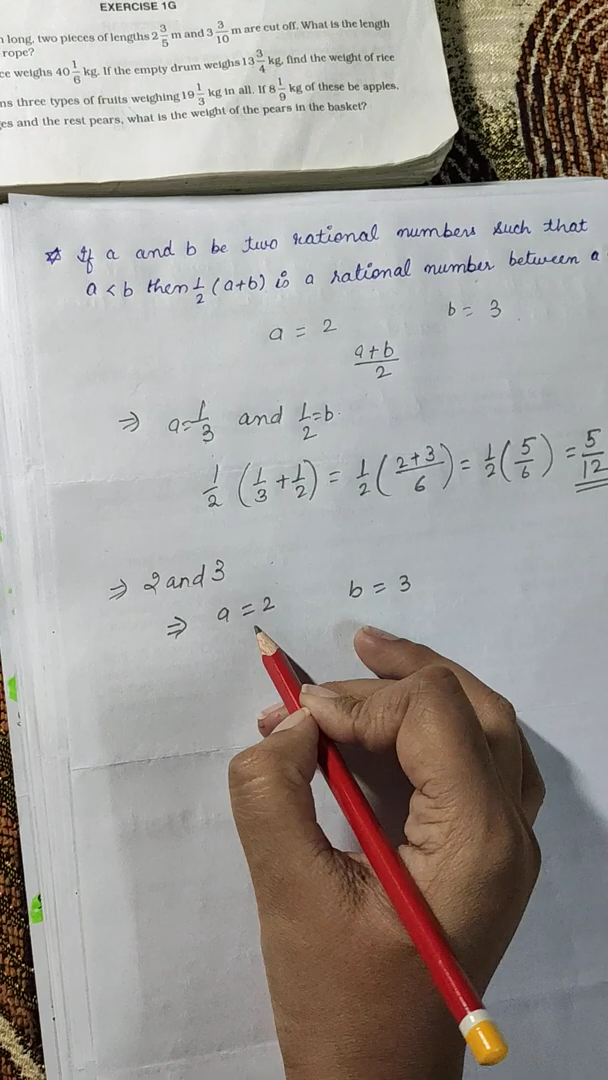 EXERCISE 1G
long, two pieces of lengths 2 3/5 m and 3 3/10 m are cut off. What is the length
rope?
weighs 40 1/6 kg. If the empty drum weighs 13 3/4 kg, find the weight of rice
three types of fruits weighing 19 1/3 kg in all. If 8 1/9 kg of these be apples,
and the rest pears, what is the weight of the pears in the basket?
☆ If a and b be two rational numbers such that
a < b then 1/2 (a+b) is a rational number between a
a = 2 b = 3
a+b/2
⇒ a=1/3 and 1/2=b.
1/2 (1/3 + 1/2) = 1/2 (2+3/6) = 1/2 (5/6) = 5/12
⇒ 2 and 3
⇒ a = 2 b = 3